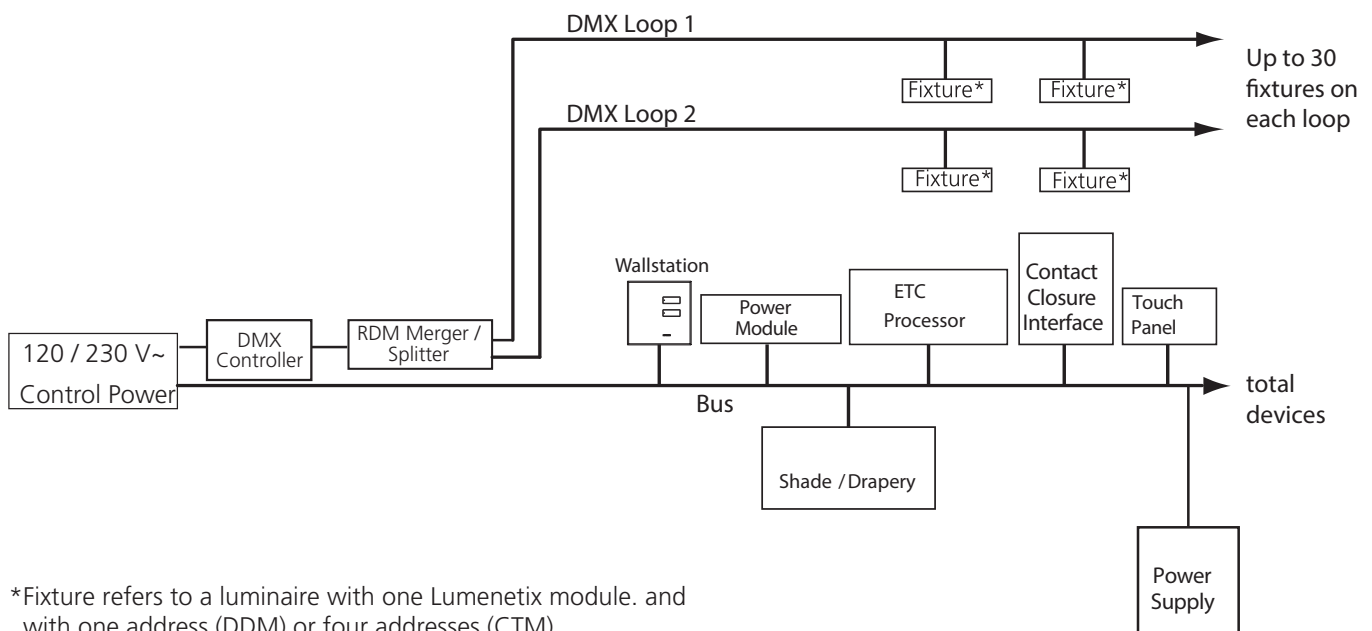 DMX Loop 1
Up to 30
fixtures on
each loop
Fixture*
Fixture*
DMX Loop 2
Fixture*
Fixture*
Wallstation
Power
Module
ETC
Processor
Contact
Closure
Interface
Touch
Panel
120 / 230 V~
Control Power
DMX
Controller
RDM Merger /
Splitter
Bus
total
devices
Shade / Drapery
Power
Supply
*Fixture refers to a luminaire with one Lumenetix module. and
with one address (DDM) or four addresses (CTM)